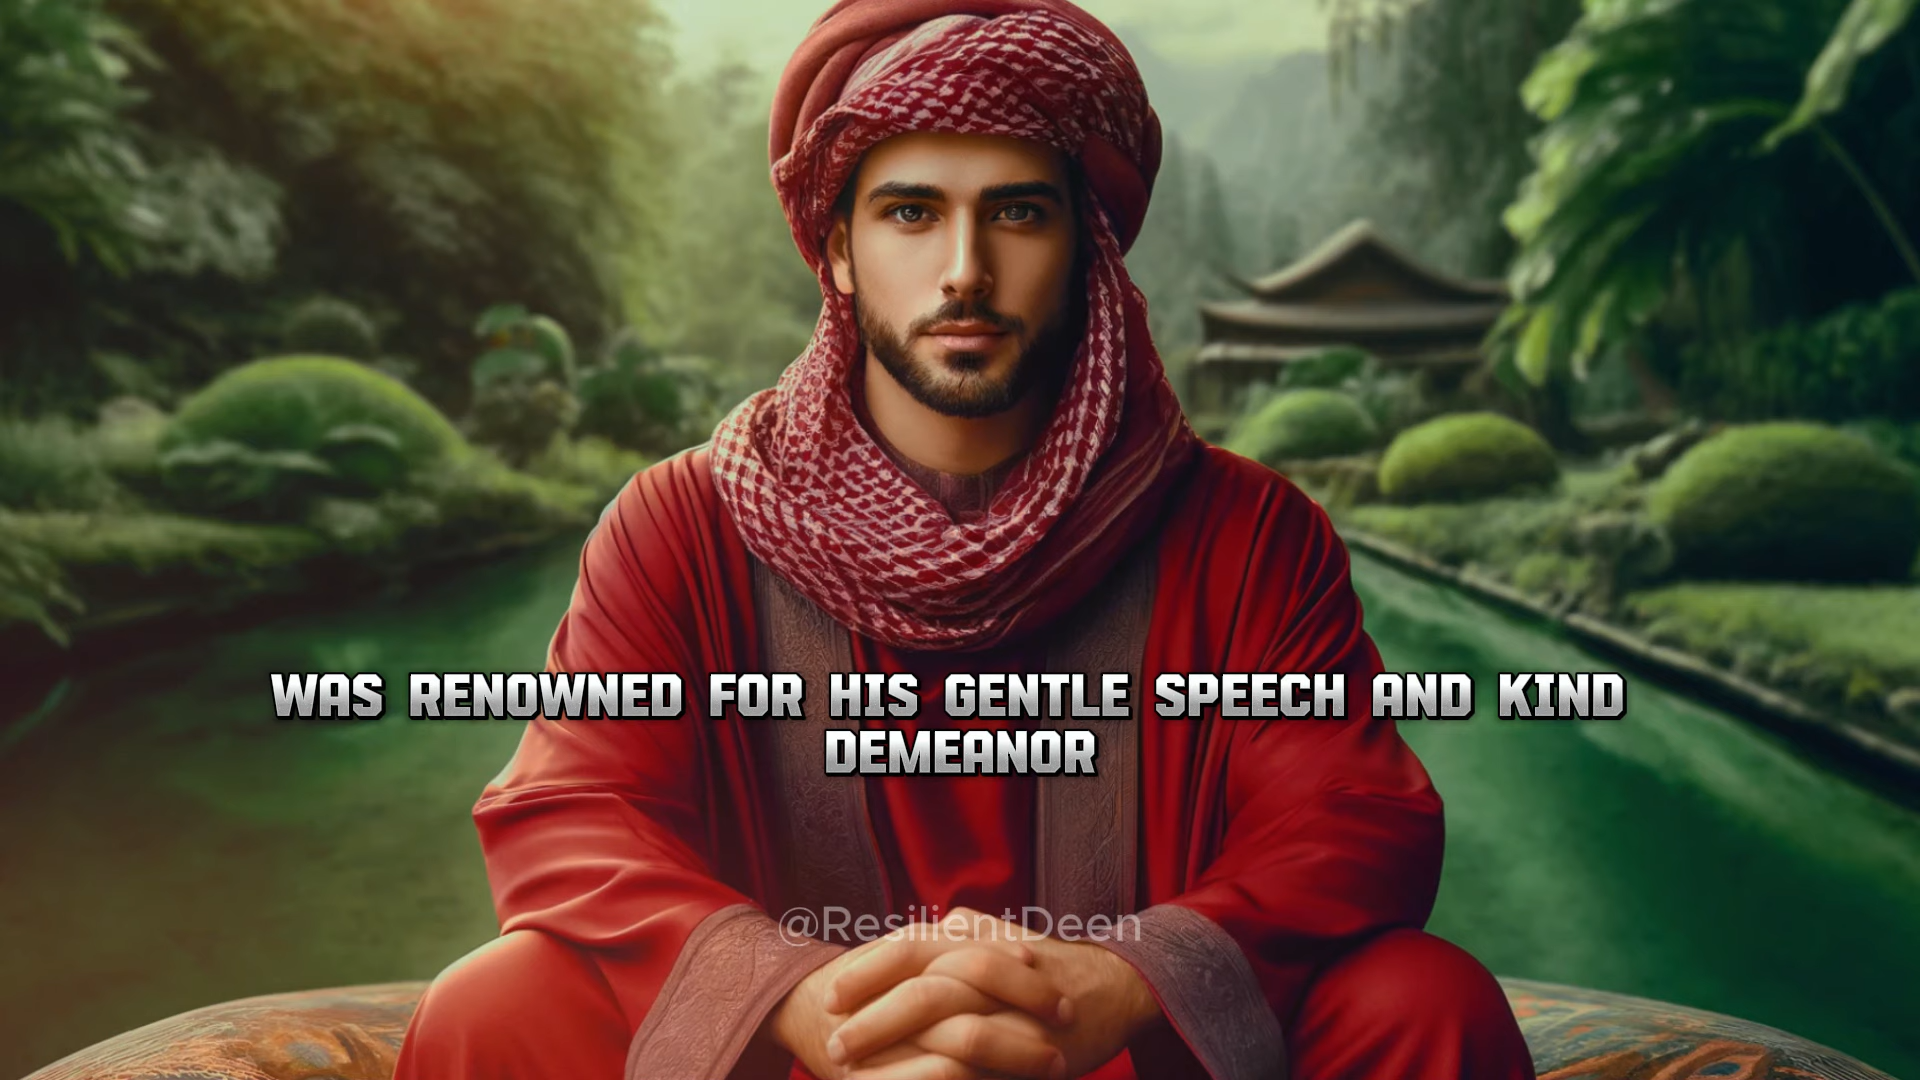 WAS RENOWNED FOR HIS GENTLE SPEECH AND KIND
DEMEANOR
@ResilientDeen